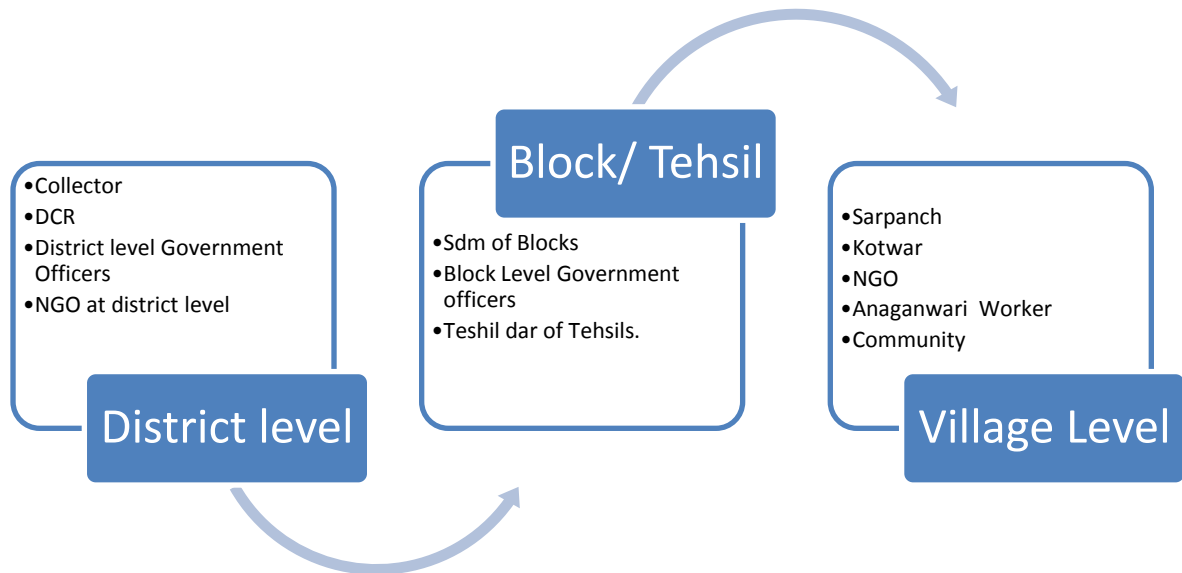 •Collector
•DCR
•District level Government
Officers
•NGO at district level
District level
Block/ Tehsil
•Sdm of Blocks
•Block Level Government
officers
•Teshil dar of Tehsils.
•Sarpanch
•Kotwar
•NGO
•Anaganwari Worker
•Community
Village Level